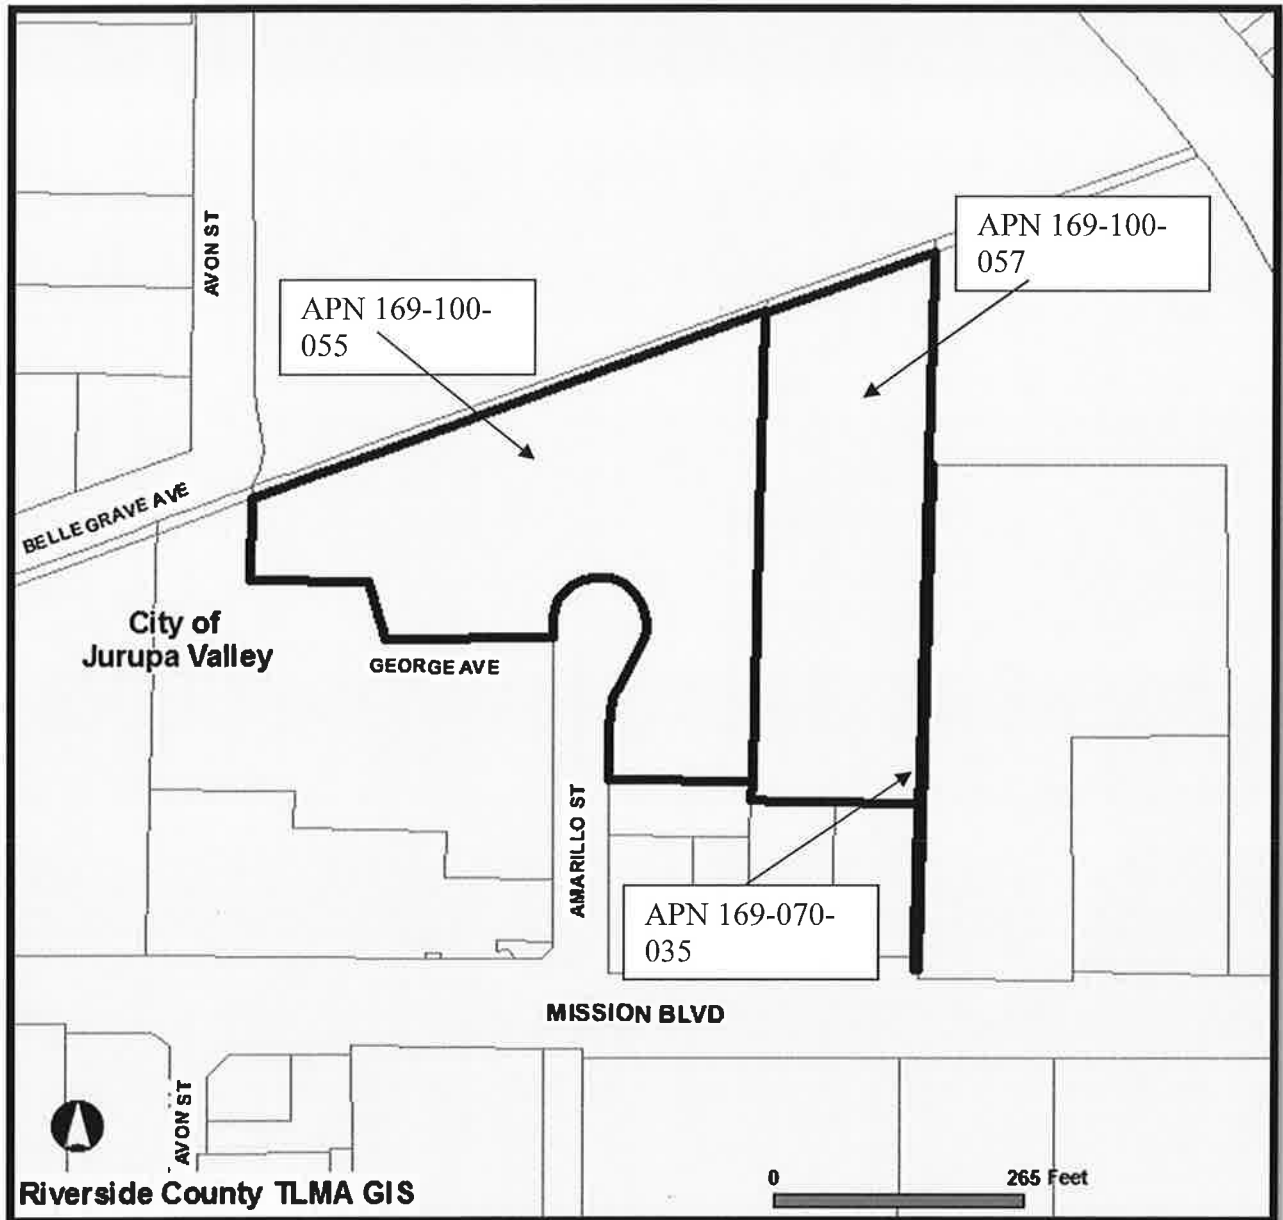 AVON ST
APN 169-100-
057
APN 169-100-
055
BELLEGRAVE AVE
City of
Jurupa Valley
GEORGE AVE
AMARILLO ST
APN 169-070-
035
MISSION BLVD
AVON ST
Riverside County TLMA GIS
0 265 Feet